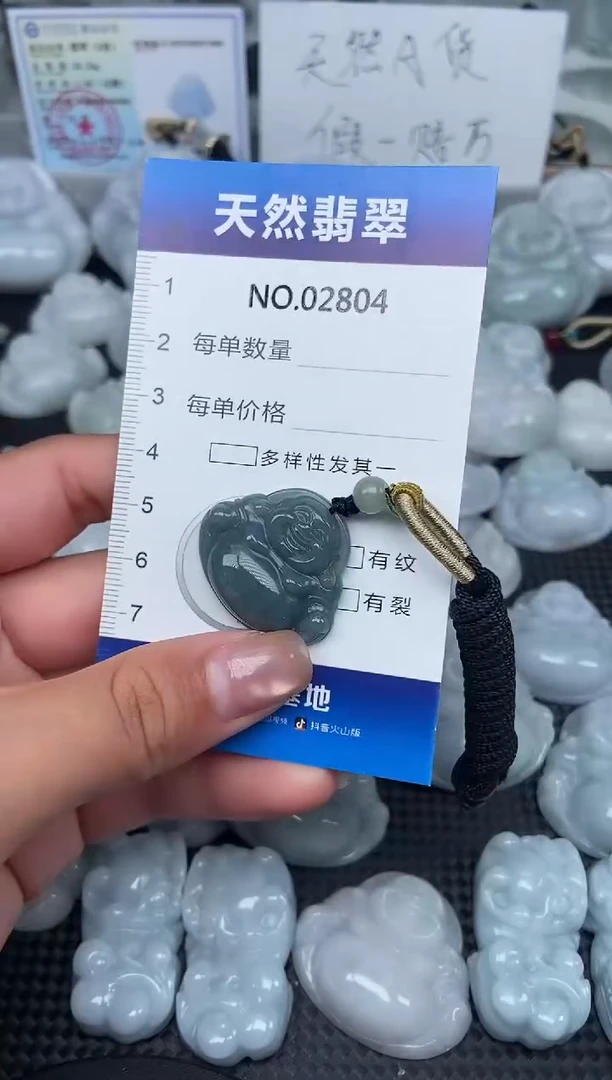 天然A货
假一赔万
天然翡翠
NO.02804
每单数量
每单价格
多样性发其一
有纹
有裂
1
2
3
4
5
6
7
基地
抖音火山版